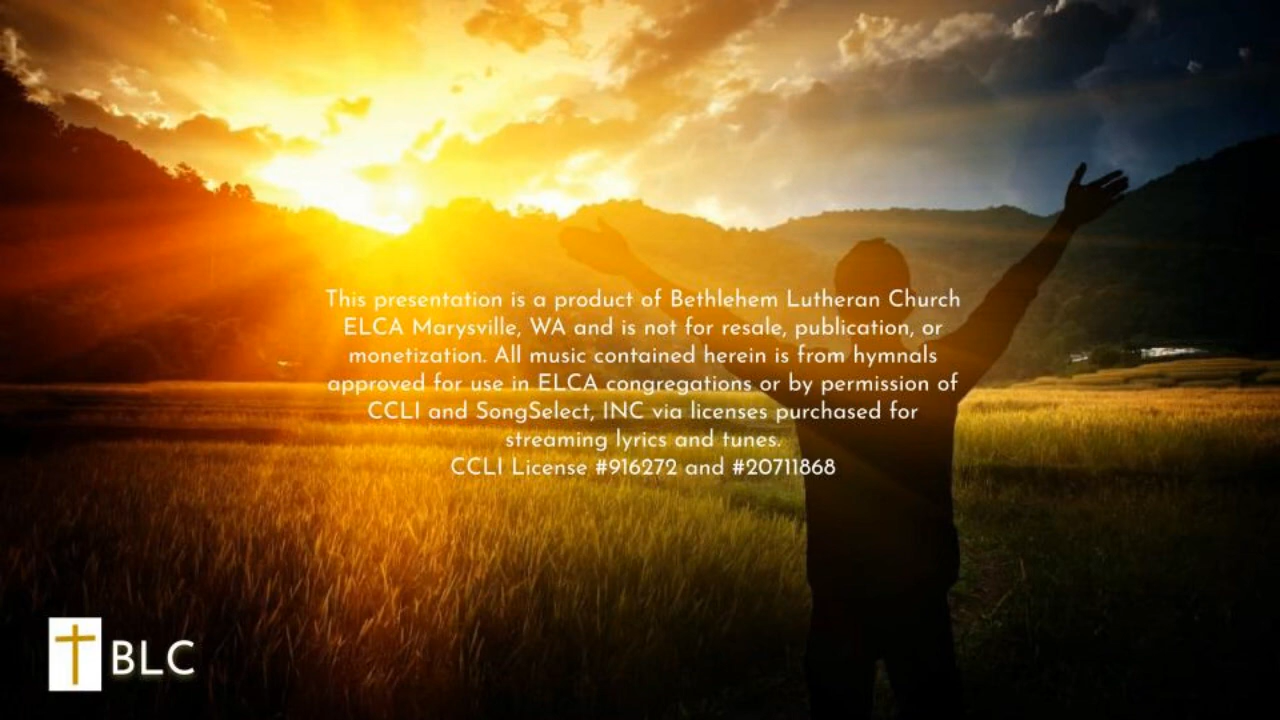 This presentation is a product of Bethlehem Lutheran Church
ELCA Marysville, WA and is not for resale, publication, or
monetization. All music contained herein is from hymnals
approved for use in ELCA congregations or by permission of
CCLI and SongSelect, INC via licenses purchased for
streaming lyrics and tunes.
CCLI License #916272 and #20711868
BLC